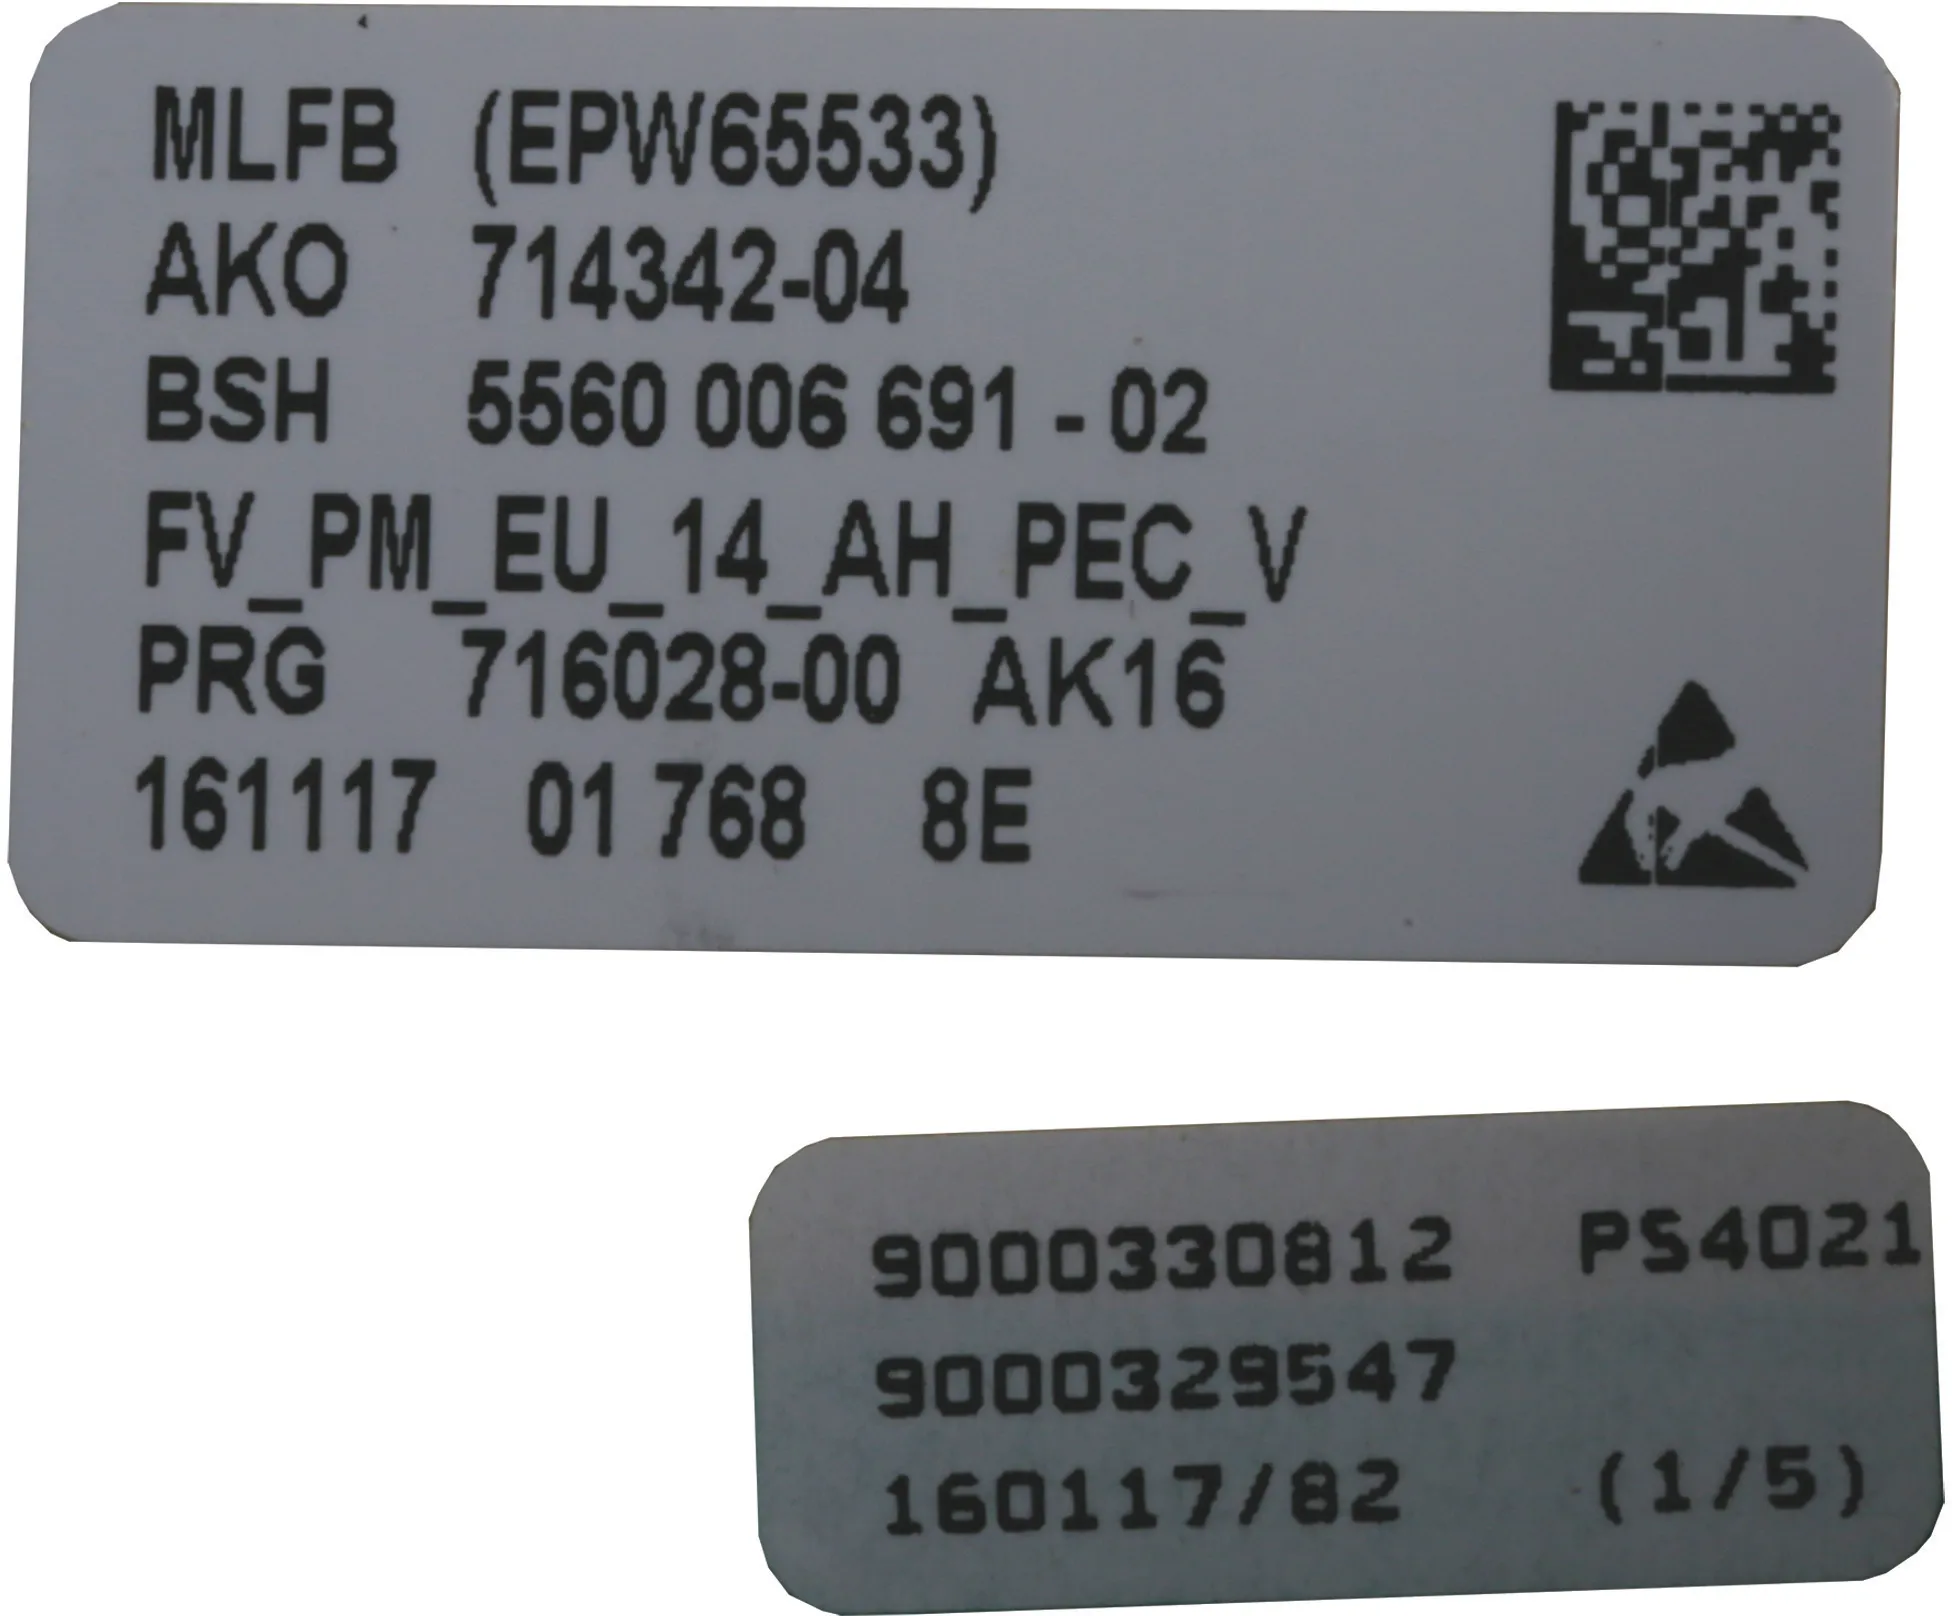 MLFB (EPW65533)
AKO 714342-04
BSH 5560 006 691 - 02
FV_PM_EU_14_AH_PEC_V
PRG 716028-00 AK16
161117 01 768 8E
9000330812 PS4021
9000329547
160117/82 (1/5)